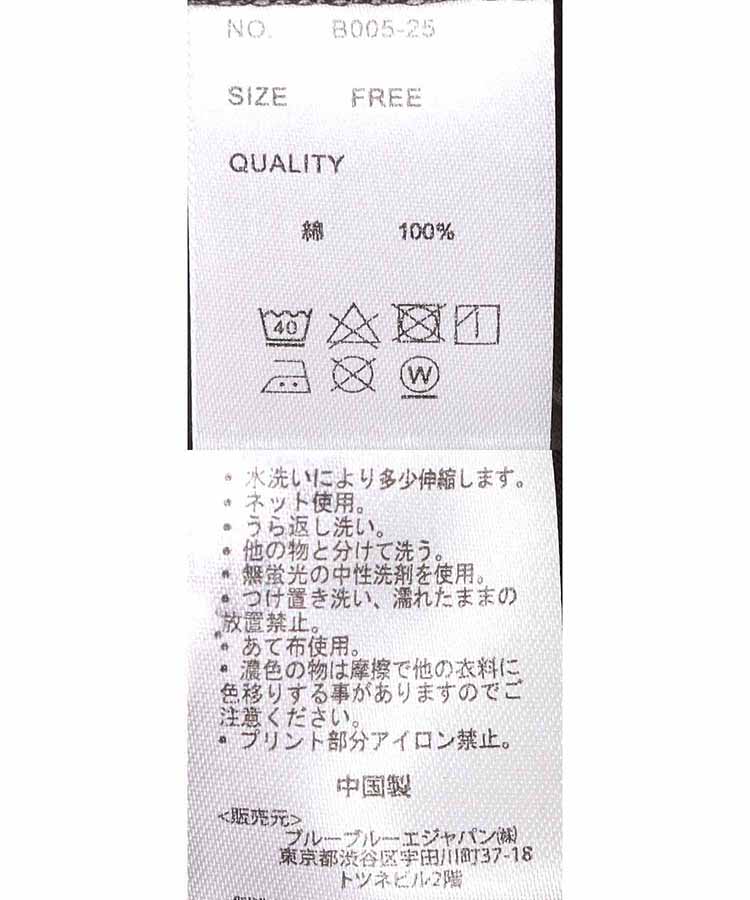 NO. B005-25
SIZE FREE
QUALITY
綿 100%
40
W
・水洗いにより多少伸縮します。
・ネット使用。
・うら返し洗い。
・他の物と分けて洗う。
・無蛍光の中性洗剤を使用。
・つけ置き洗い、濡れたままの
放置禁止。
・あて布使用。
・濃色の物は摩擦で他の衣料に
色移りする事がありますのでご
注意ください。
・プリント部分アイロン禁止。
中国製
<販売元>
ブルーブルーエジャパン㈱
東京都渋谷区宇田川町37-18
トツネビル2階